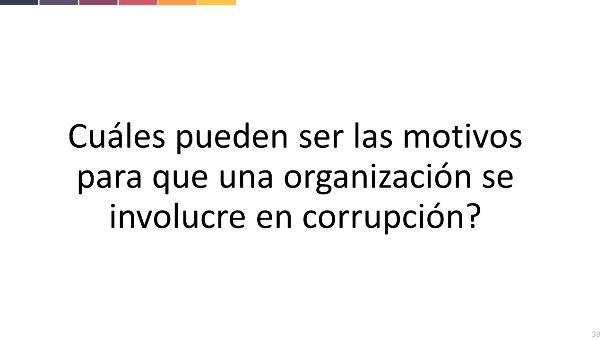 Cuáles pueden ser las motivos
para que una organización se
involucre en corrupción?
38